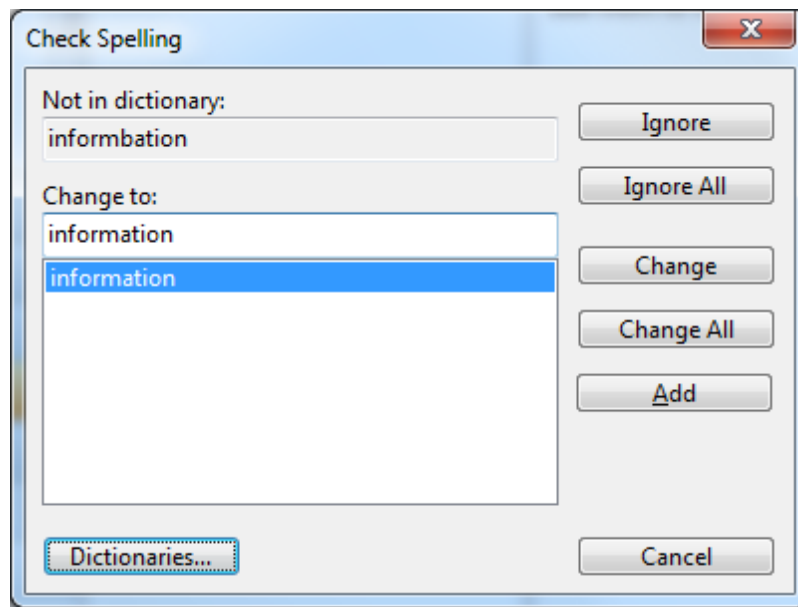 Check Spelling
Not in dictionary:
informbation
Ignore
Ignore All
Change to:
information
information
Change
Change All
Add
Dictionaries...
Cancel